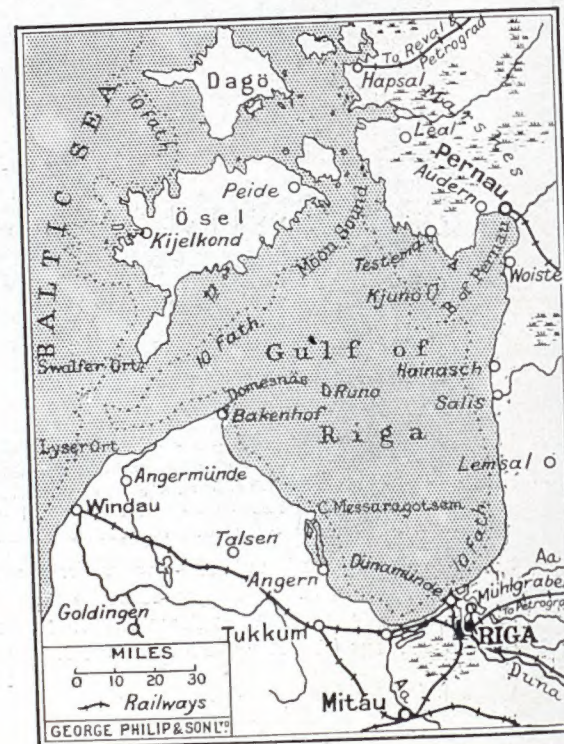 Dagö
To Reval &
Petrograd
Hapsal
Marshes
Leal
BALTIC SEA
10 Fath.
Pernau
Audern
Peide
Ösel
Kijelkond
Moon Sound
Testema
B. of Pernau
Woiste
Kjuno
10 Fath.
Gulf of
Riga
Hainasch
Swalfer Ort
Domesnäs
Runo
Salis
Bakenhof
Lyser Ort
Lemsal
Angermünde
Windau
C. Messaragotsem
10 Fath.
Talsen
Dünamünde
Aa
Mühlgraben
To Petrograd
Angern
Goldingen
Tukkum
RIGA
Duna
MILES
0 10 20 30
Railways
Mitau
Aa
GEORGE PHILIP & SON LTD